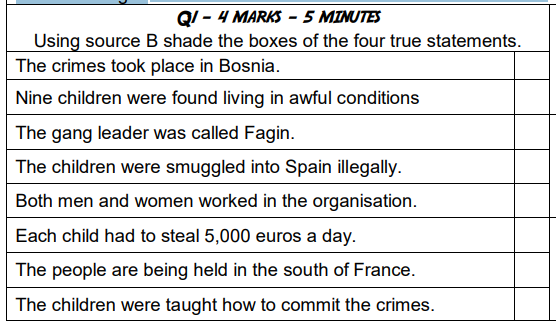 Q1 – 4 MARKS – 5 MINUTES
Using source B shade the boxes of the four true statements.
The crimes took place in Bosnia.
Nine children were found living in awful conditions
The gang leader was called Fagin.
The children were smuggled into Spain illegally.
Both men and women worked in the organisation.
Each child had to steal 5,000 euros a day.
The people are being held in the south of France.
The children were taught how to commit the crimes.